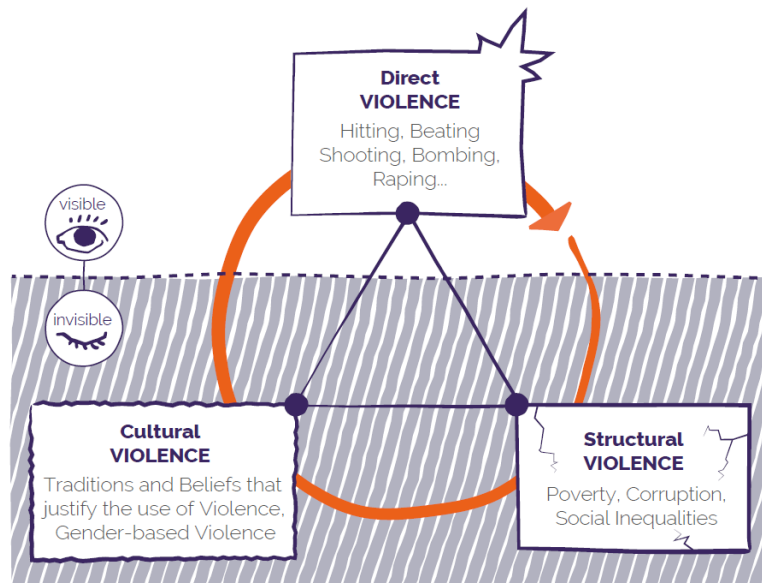 Direct
VIOLENCE
Hitting, Beating
Shooting, Bombing,
Raping...
visible
invisible
Cultural
VIOLENCE
Traditions and Beliefs that
justify the use of Violence,
Gender-based Violence
Structural
VIOLENCE
Poverty, Corruption,
Social Inequalities